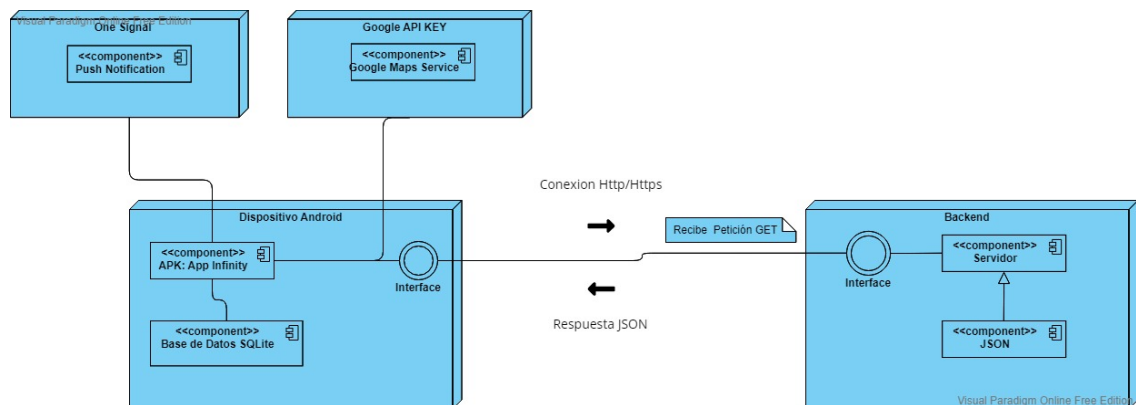 Visual Paradigm Online Free Edition
One Signal
<<component>>
Push Notification
Google API KEY
<<component>>
Google Maps Service
Conexion Http/Https
Dispositivo Android
<<component>>
APK: App Infinity
Interface
<<component>>
Base de Datos SQLite
Recibe Petición GET
Respuesta JSON
Backend
Interface
<<component>>
Servidor
<<component>>
JSON
Visual Paradigm Online Free Edition